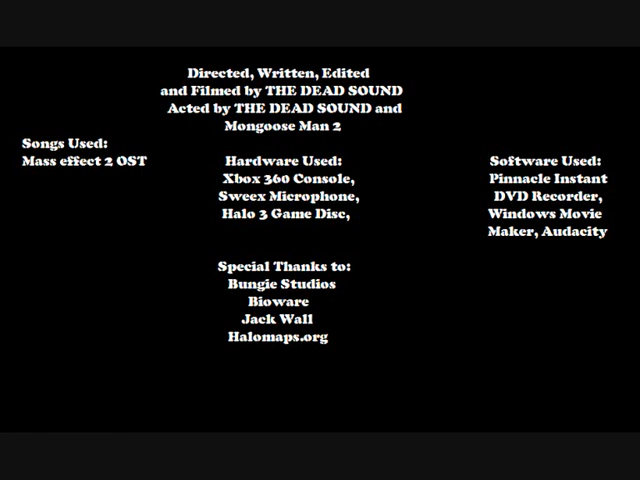 Directed, Written, Edited
and Filmed by THE DEAD SOUND
Acted by THE DEAD SOUND and
Mongoose Man 2
Songs Used:
Mass effect 2 OST
Hardware Used:
Xbox 360 Console,
Sweex Microphone,
Halo 3 Game Disc,
Software Used:
Pinnacle Instant
DVD Recorder,
Windows Movie
Maker, Audacity
Special Thanks to:
Bungie Studios
Bioware
Jack Wall
Halomaps.org